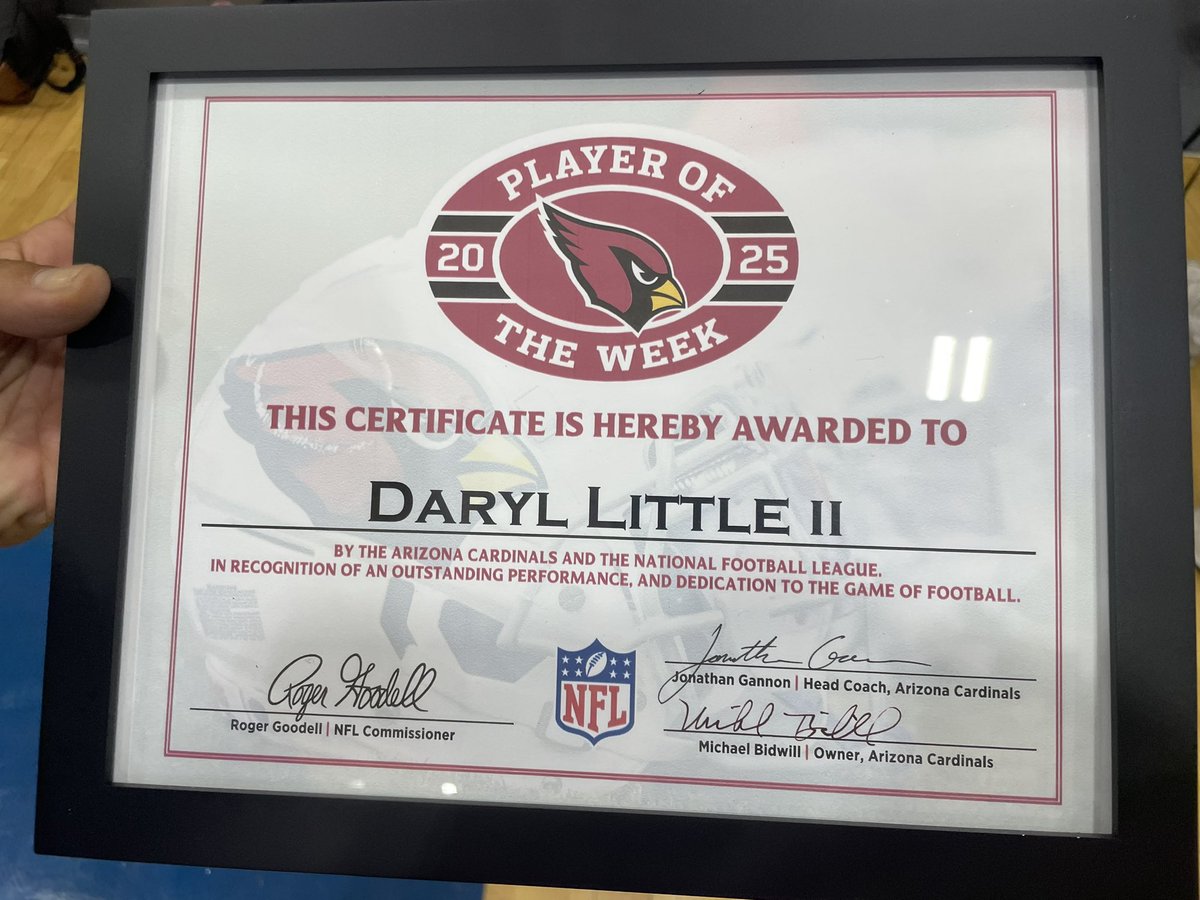 PLAYER OF
20 25
THE WEEK
THIS CERTIFICATE IS HEREBY AWARDED TO
DARYL LITTLE II
BY THE ARIZONA CARDINALS AND THE NATIONAL FOOTBALL LEAGUE.
IN RECOGNITION OF AN OUTSTANDING PERFORMANCE, AND DEDICATION TO THE GAME OF FOOTBALL.
Roger Goodell
Roger Goodell | NFL Commissioner
NFL
Jonathan Gannon | Head Coach, Arizona Cardinals
Michael Bidwill | Owner, Arizona Cardinals